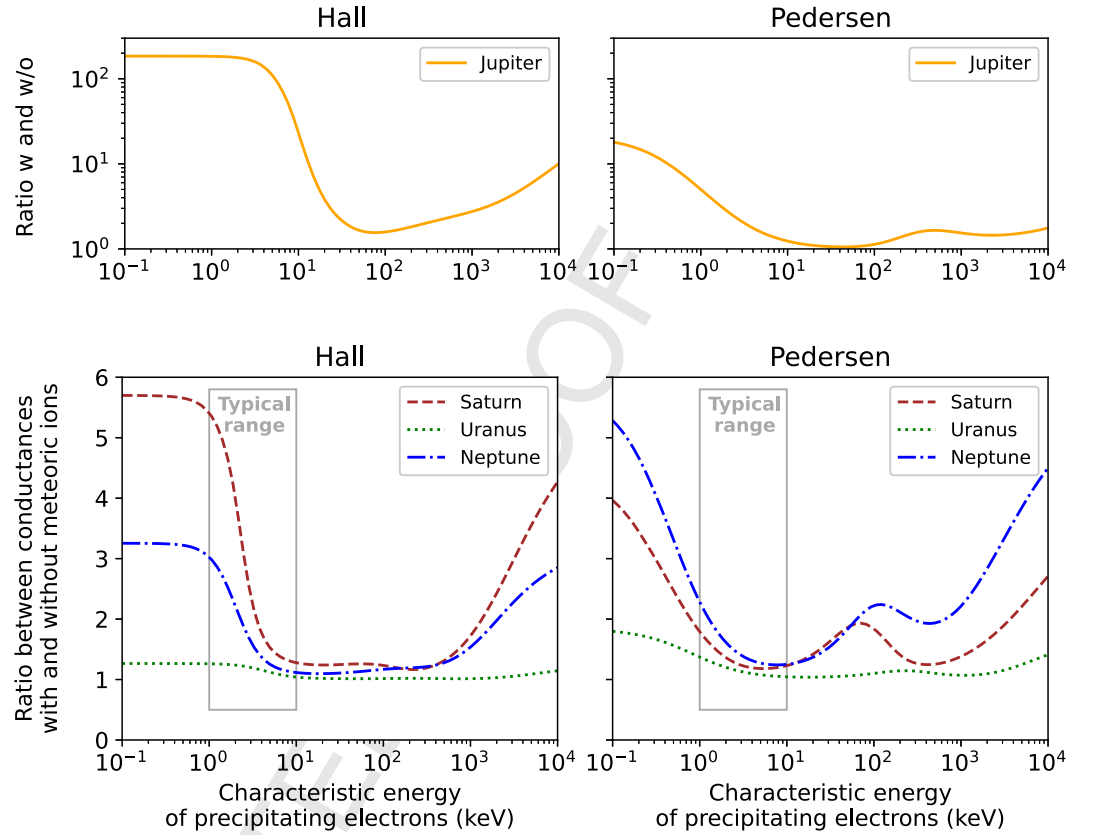 Hall
Pedersen
Ratio w and w/o
10²
10¹
10⁰
Jupiter
Jupiter
10⁻¹ 10⁰ 10¹ 10² 10³ 10⁴
10⁻¹ 10⁰ 10¹ 10² 10³ 10⁴
Hall
Pedersen
Ratio between conductances
with and without meteoric ions
6
5
4
3
2
1
0
Typical
range
Saturn
Uranus
Neptune
Typical
range
Saturn
Uranus
Neptune
10⁻¹ 10⁰ 10¹ 10² 10³ 10⁴
10⁻¹ 10⁰ 10¹ 10² 10³ 10⁴
Characteristic energy
of precipitating electrons (keV)
Characteristic energy
of precipitating electrons (keV)